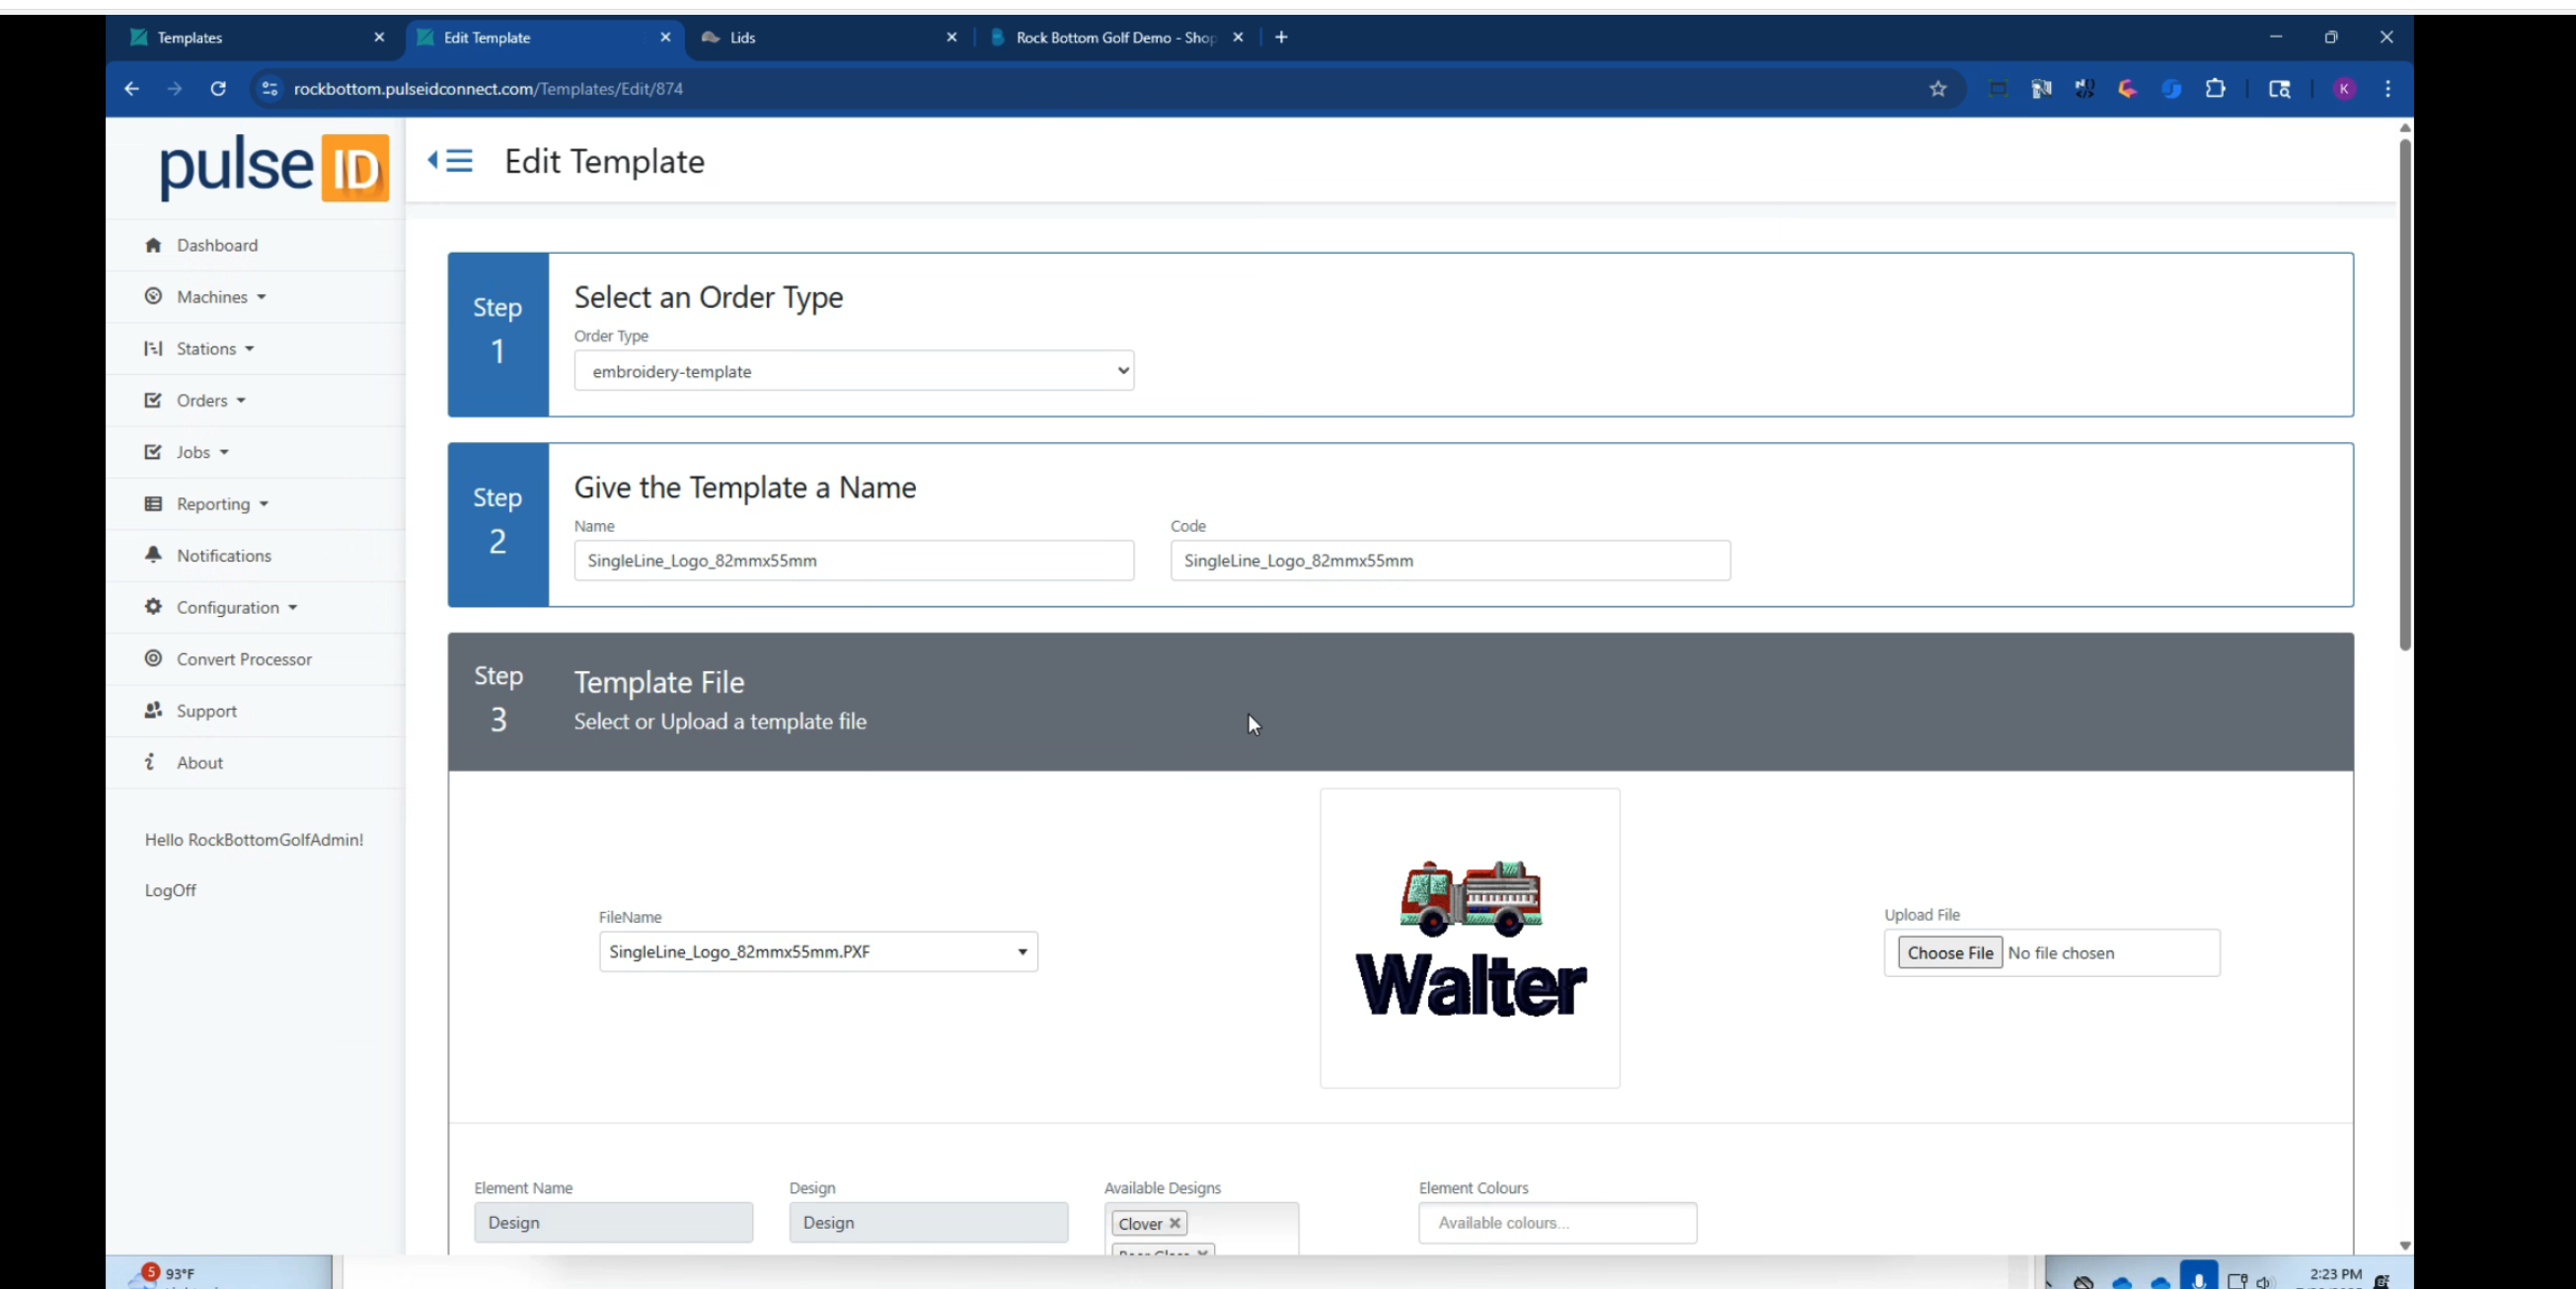 Templates
Edit Template
Lids
Rock Bottom Golf Demo - Shop
rockbottom.pulseidconnect.com/Templates/Edit/874
K
pulse ID
Edit Template
Dashboard
Machines
Stations
Orders
Jobs
Reporting
Notifications
Configuration
Convert Processor
Support
About
Hello RockBottomGolfAdmin!
LogOff
Step
1
Select an Order Type
Order Type
embroidery-template
Step
2
Give the Template a Name
Name
Code
SingleLine_Logo_82mmx55mm
SingleLine_Logo_82mmx55mm
Step
3
Template File
Select or Upload a template file
FileName
SingleLine_Logo_82mmx55mm.PXF
Walter
Upload File
Choose File No file chosen
Element Name
Design
Available Designs
Element Colours
Design
Design
Clover
Available colours...
5
93°F
2:23 PM